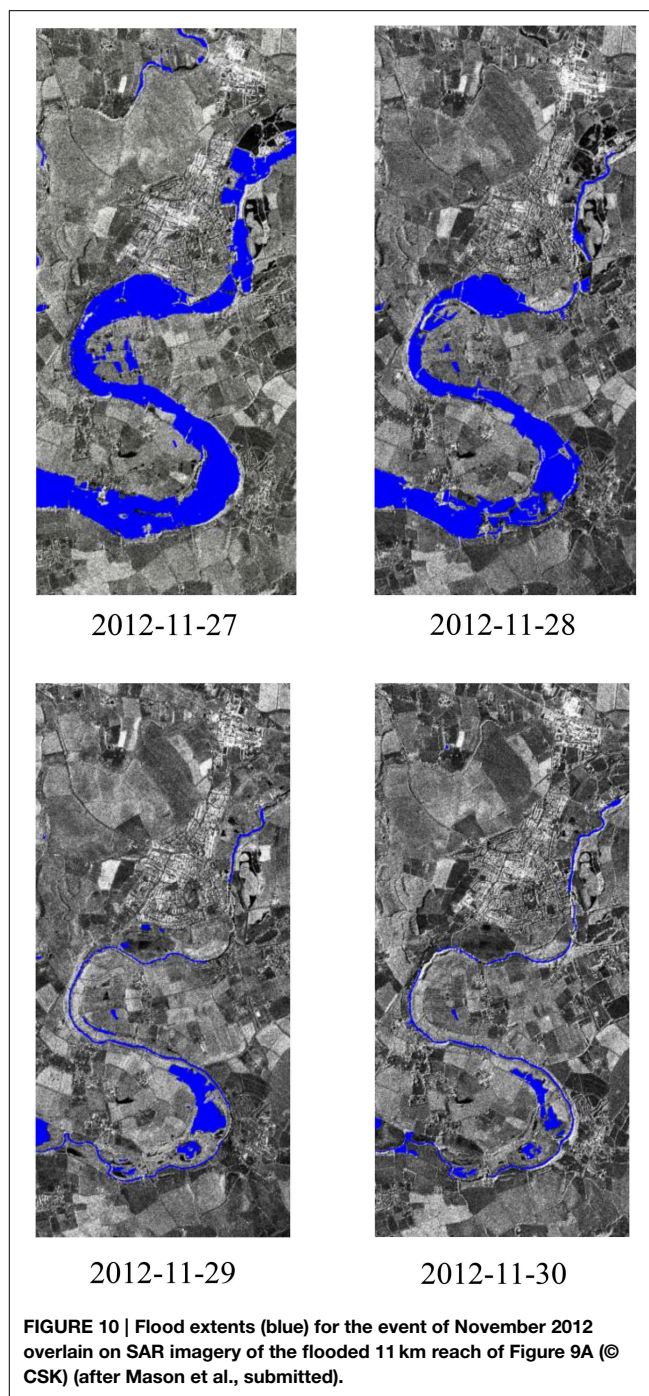 2012-11-27
2012-11-28
2012-11-29
2012-11-30
FIGURE 10 | Flood extents (blue) for the event of November 2012
overlain on SAR imagery of the flooded 11 km reach of Figure 9A (©
CSK) (after Mason et al., submitted).